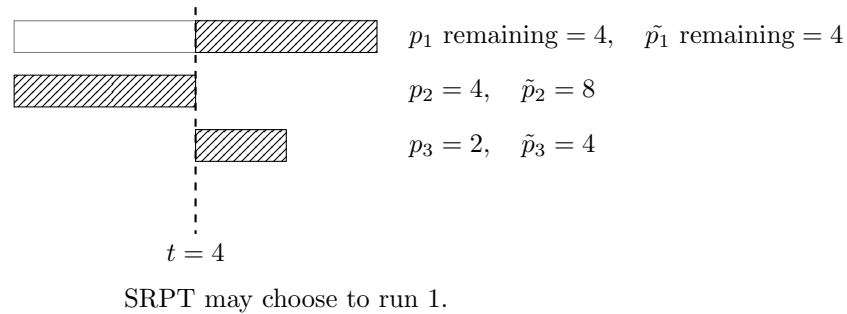 p₁ remaining = 4, p̃₁ remaining = 4
p₂ = 4, p̃₂ = 8
p₃ = 2, p̃₃ = 4
t = 4
SRPT may choose to run 1.